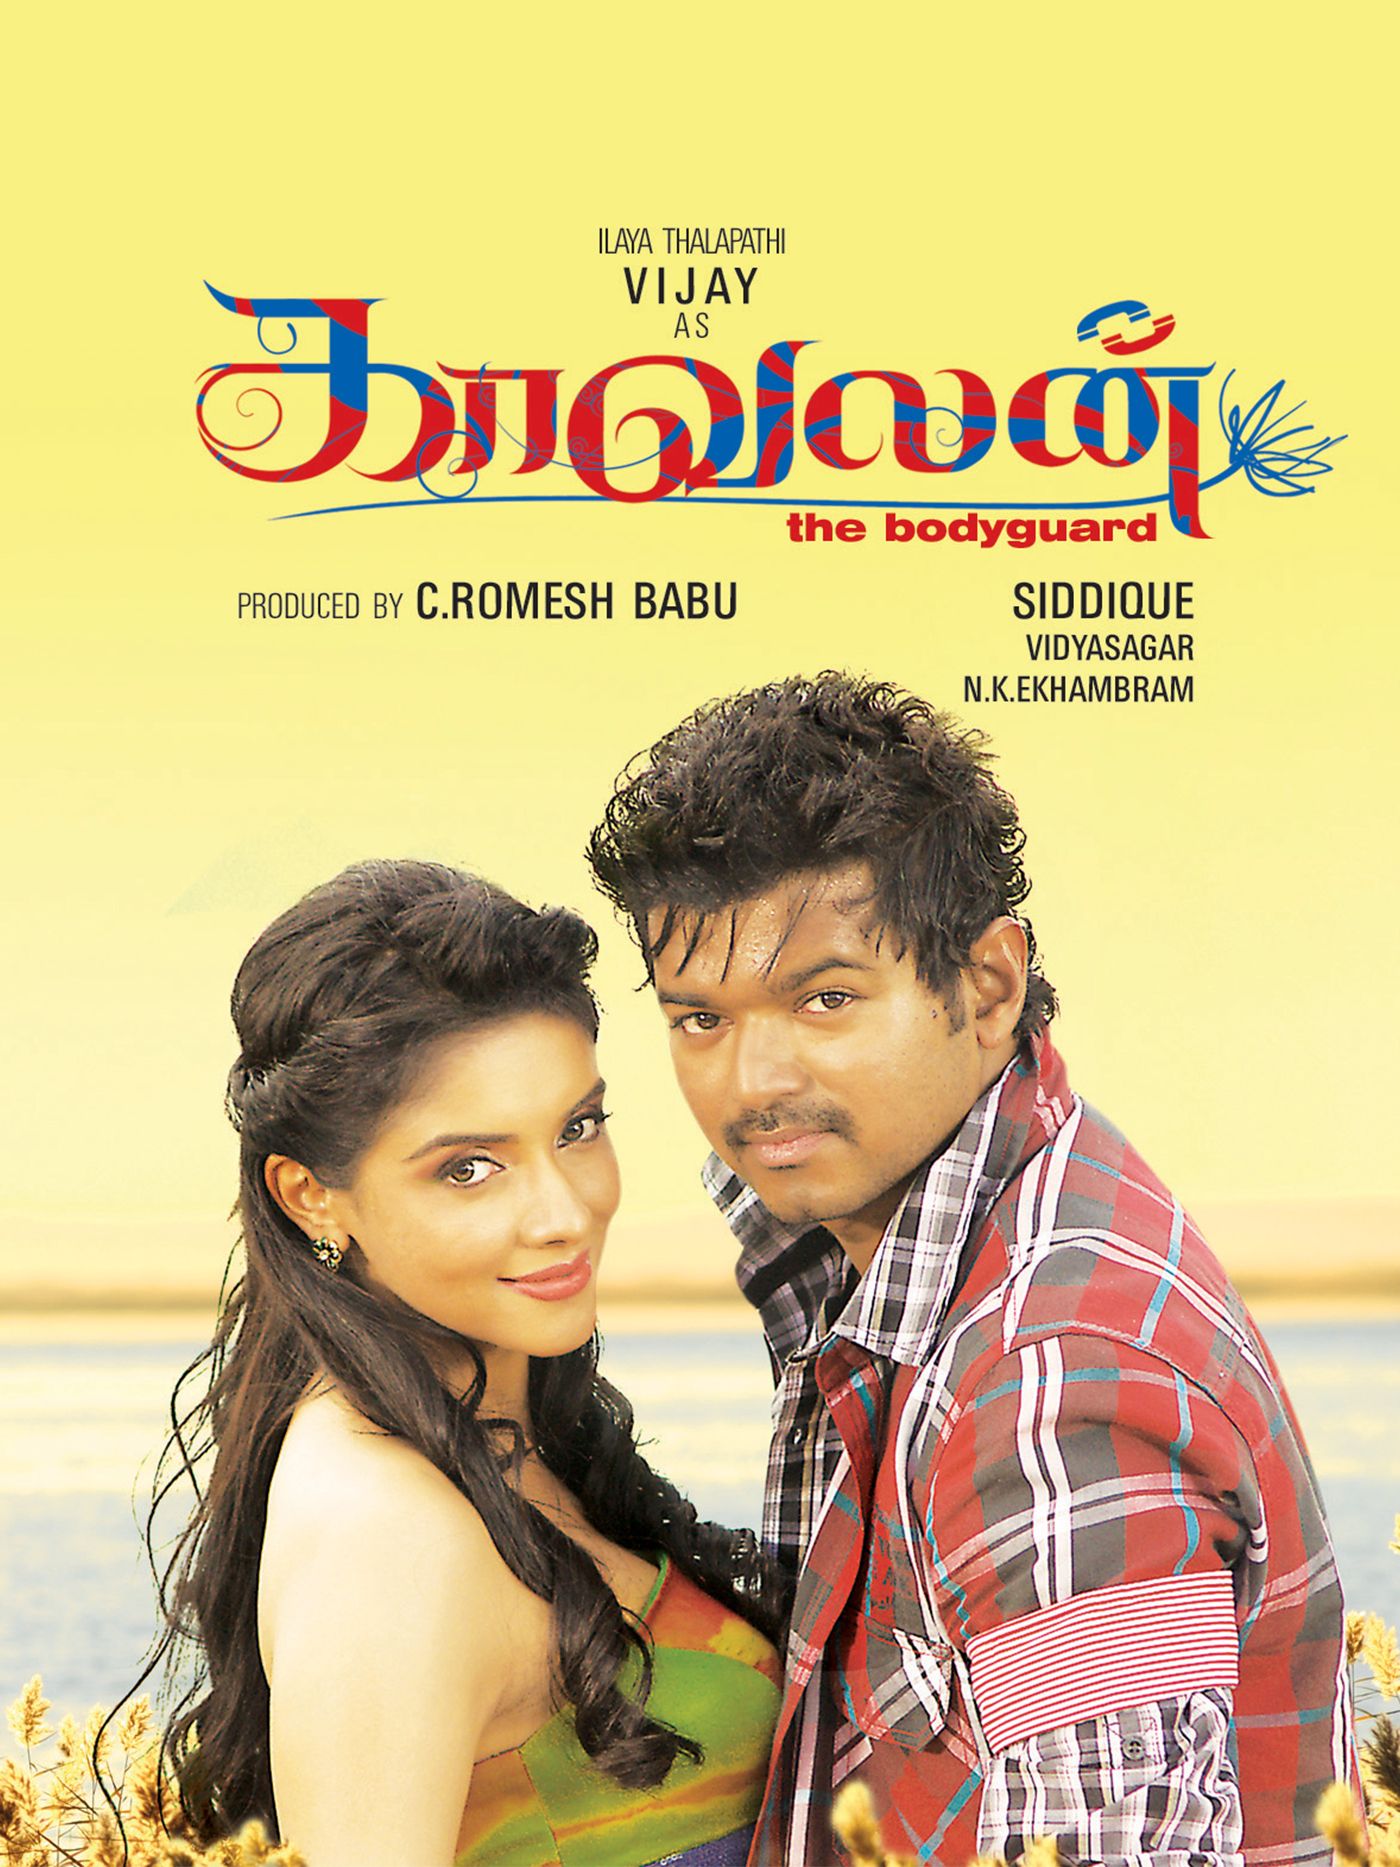 ILAYA THALAPATHI
VIJAY
AS
காவலன்
the bodyguard
PRODUCED BY C.ROMESH BABU
SIDDIQUE
VIDYASAGAR
N.K.EKHAMBRAM